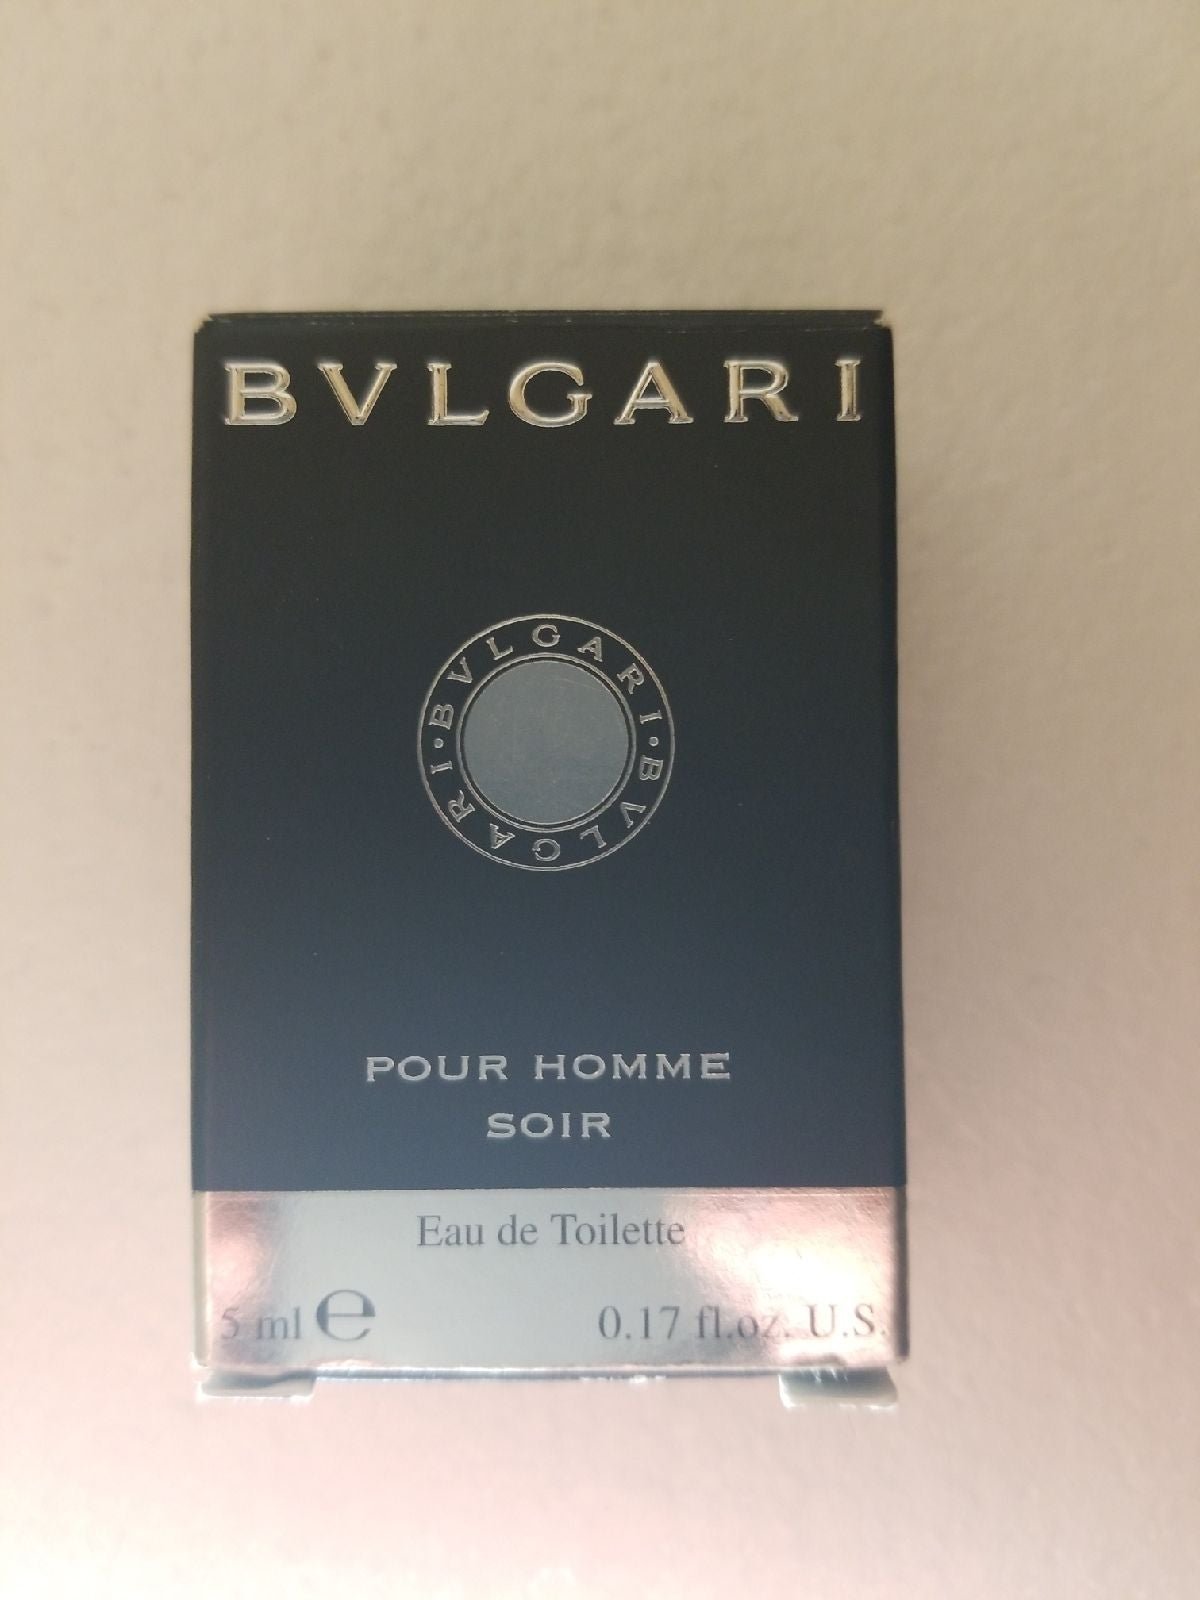 BVLGARI
BVLGARI · BVLGARI ·
POUR HOMME
SOIR
Eau de Toilette
5 ml e 0.17 fl.oz. U.S.